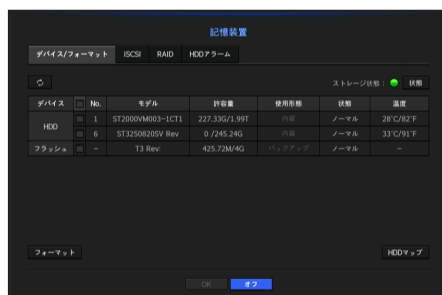 記憶装置
デバイス/フォーマット iSCSI RAID HDDアラーム
ストレージ状態： 状態
デバイス No. モデル 許容量 使用形態 状態 温度
HDD
1 ST2000VM003-1CT1 227.33G/1.99T 内蔵 ノーマル 28°C/82°F
6 ST3250820SV Rev 0 /245.24G 内蔵 ノーマル 33°C/91°F
フラッシュ - T3 Rev: 425.72M/4G バックアップ ノーマル -
フォーマット HDDマップ
OK オフ